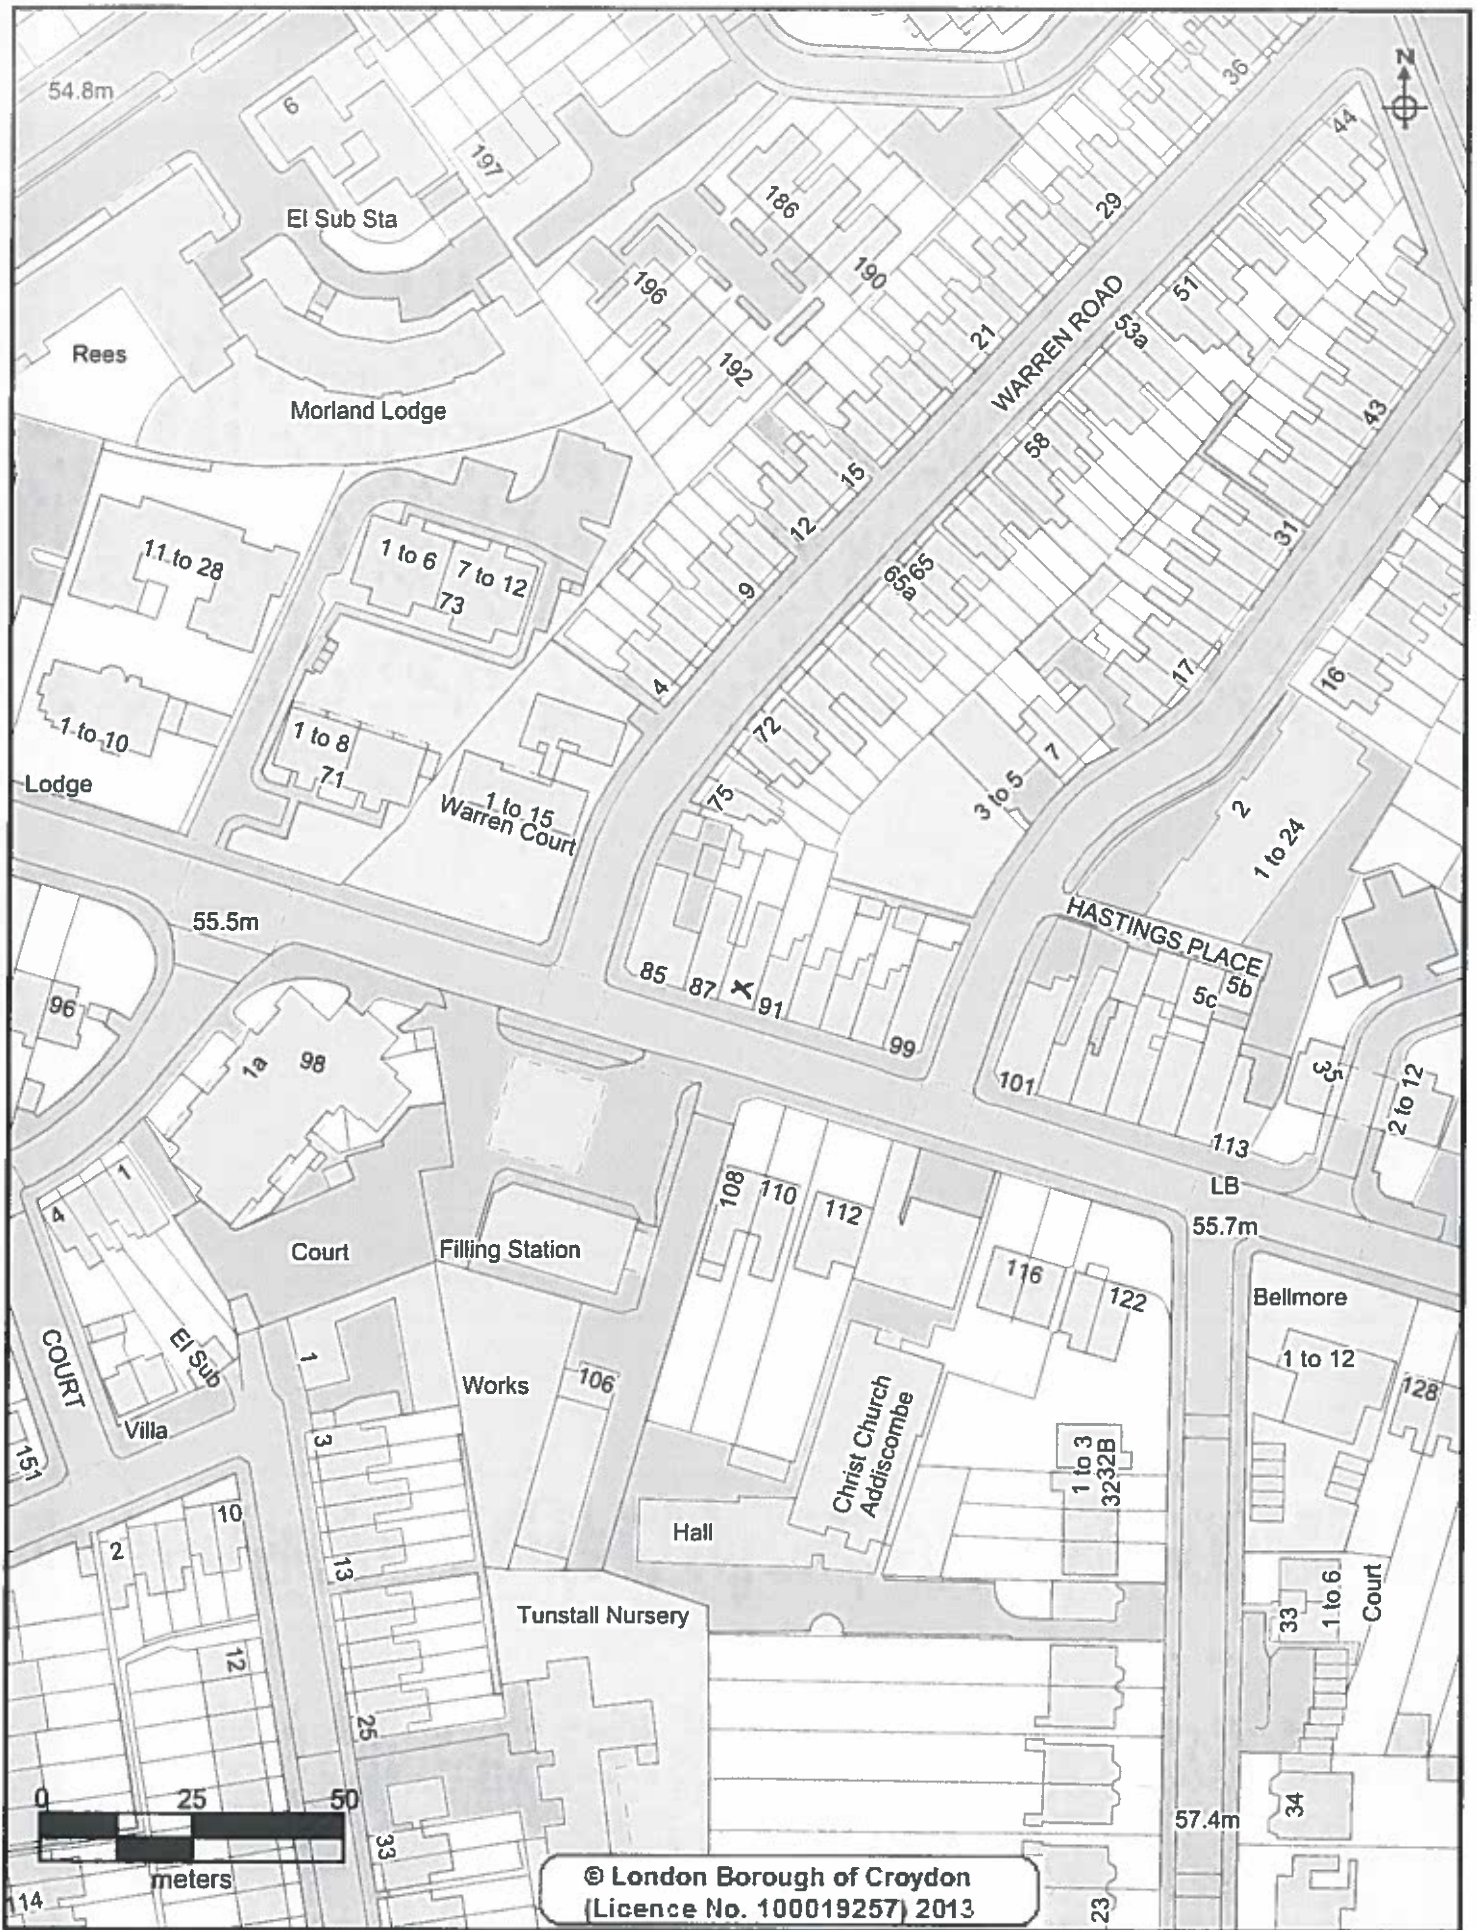 N
36
54.8m
6
44
197
186
29
El Sub Sta
190
196
51
WARREN ROAD
53a
21
Rees
192
Morland Lodge
43
58
15
12
31
11 to 28
1 to 6
7 to 12
73
65
65a
9
17
16
4
1 to 10
1 to 8
71
72
7
Lodge
75
3 to 5
2
1 to 15
Warren Court
1 to 24
55.5m
HASTINGS PLACE
5b
5c
85
87
X
91
96
99
1a
98
101
35
2 to 12
113
LB
1
108
110
112
4
55.7m
Court
Filling Station
116
122
Bellmore
El Sub
COURT
1
1 to 12
Works
106
128
Villa
3
Christ Church
Addiscombe
1 to 3
3232B
151
10
2
Hall
13
Court
1 to 6
33
Tunstall Nursery
12
25
0
25
50
34
57.4m
33
meters
114
© London Borough of Croydon
(Licence No. 100019257) 2013
23